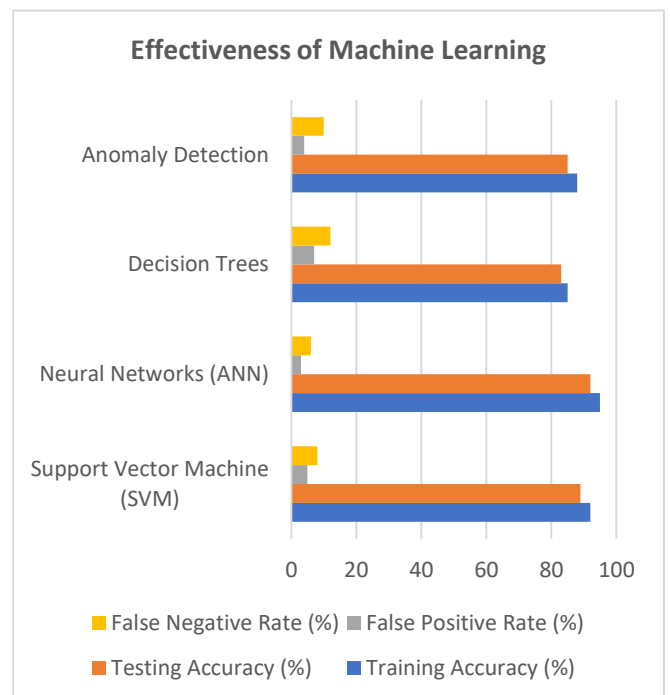 Effectiveness of Machine Learning
Anomaly Detection
Decision Trees
Neural Networks (ANN)
Support Vector Machine
(SVM)
0 20 40 60 80 100
False Negative Rate (%) False Positive Rate (%)
Testing Accuracy (%) Training Accuracy (%)